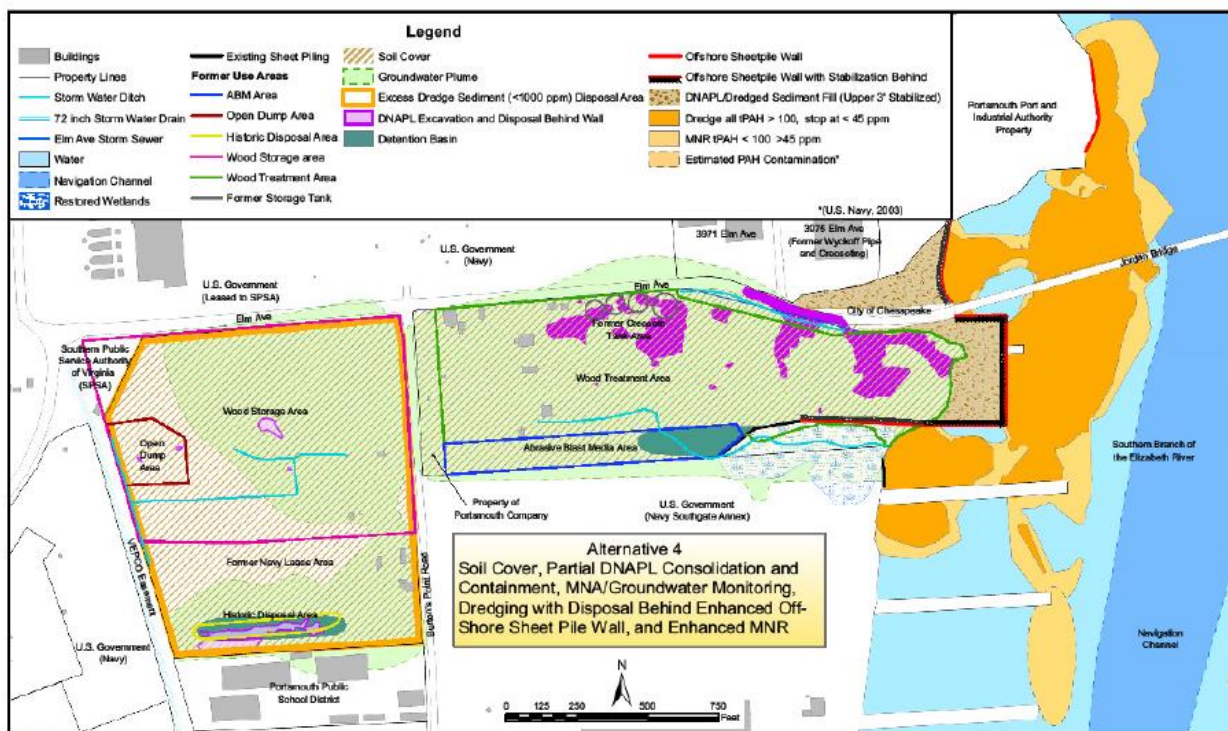 Legend
Buildings
Property Lines
Storm Water Ditch
72 inch Storm Water Drain
Elm Ave Storm Sewer
Water
Navigation Channel
Restored Wetlands
Existing Sheet Piling
Former Use Areas
ABM Area
Open Dump Area
Historic Disposal Area
Wood Storage area
Wood Treatment Area
Former Storage Tank
Soil Cover
Groundwater Plume
Excess Dredge Sediment (<1000 ppm) Disposal Area
DNAPL Excavation and Disposal Behind Wall
Detention Basin
Offshore Sheetpile Wall
Offshore Sheetpile Wall with Stabilization Behind
DNAPL/Dredged Sediment Fill (Upper 3' Stabilized)
Dredge all tPAH > 100, stop at < 45 ppm
MNR tPAH < 100 >45 ppm
Estimated PAH Contamination*
*(U.S. Navy, 2003)
Portsmouth Port and
Industrial Authority
Property
U.S. Government
(Navy)
3971 Elm Ave
3975 Elm Ave
(Former Wyckoff Pipe
and Creosoting)
Jordan Bridge
U.S. Government
(Leased to SPSA)
Elm Ave
Elm Ave
City of Chesapeake
Former Creosote
Tank Area
Southern Public
Service Authority
of Virginia
(SPSA)
Wood Treatment Area
Wood Storage Area
Open
Dump
Area
Abrasive Blast Media Area
Southern Branch of
the Elizabeth River
Property of
Portsmouth Company
U.S. Government
(Navy Southgate Annex)
VEPCO Easement
Former Navy Lease Area
Burton's Point Road
Historic Disposal Area
Alternative 4
Soil Cover, Partial DNAPL Consolidation and
Containment, MNA/Groundwater Monitoring,
Dredging with Disposal Behind Enhanced Off-
Shore Sheet Pile Wall, and Enhanced MNR
U.S. Government
(Navy)
Portsmouth Public
School District
Navigation
Channel
N
0 125 250 500 750
Feet